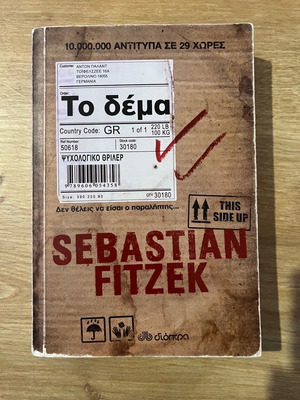 10.000.000 ΑΝΤΙΤΥΠΑ ΣΕ 29 ΧΩΡΕΣ
Customer:
ΑΝΤΟΝ ΠΑΛΑΝΤ
ΤΟΪΦΕΛΣΖΕΕ 16Α
ΒΕΡΟΛΙΝΟ 14055
ΓΕΡΜΑΝΙΑ
Order:
Το δέμα
Country Code: GR
1 of 1
220 LB
100 KG
Ref Number
50618
Stock code
30180
ΨΥΧΟΛΟΓΙΚΟ ΘΡΙΛΕΡ
9789606054358
QTY 30180
Δεν θέλεις να είσαι ο παραλήπτης...
THIS
SIDE UP
SEBASTIAN
FITZEK
διόπτρα